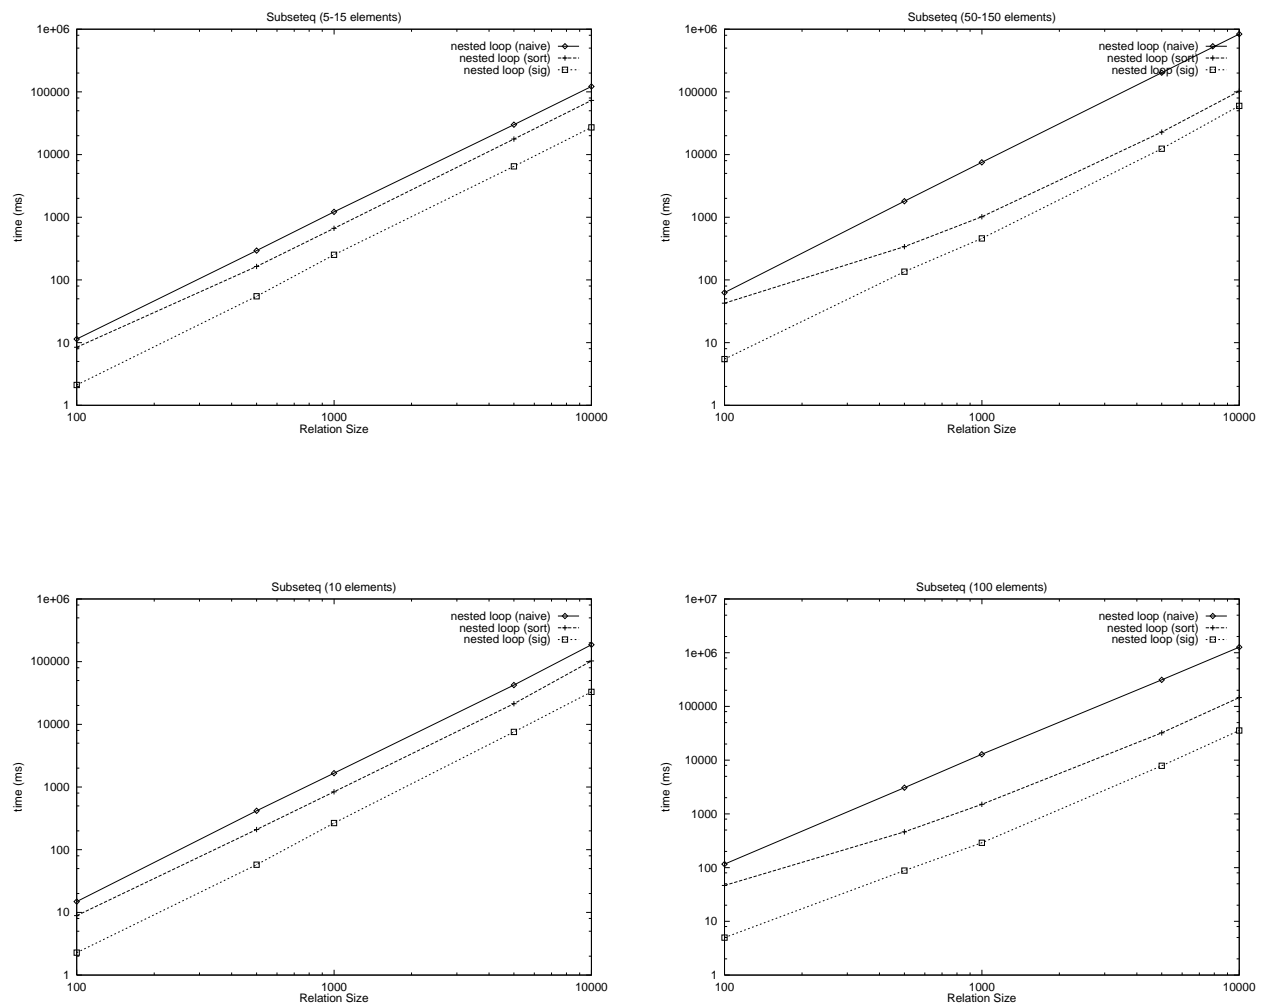 Subseteq (5-15 elements)
1e+06
100000
10000
1000
100
10
1
time (ms)
nested loop (naive)
nested loop (sort)
nested loop (sig)
100
1000
10000
Relation Size
Subseteq (50-150 elements)
1e+06
100000
10000
1000
100
10
1
time (ms)
nested loop (naive)
nested loop (sort)
nested loop (sig)
100
1000
10000
Relation Size
Subseteq (10 elements)
1e+06
100000
10000
1000
100
10
1
time (ms)
nested loop (naive)
nested loop (sort)
nested loop (sig)
100
1000
10000
Relation Size
Subseteq (100 elements)
1e+07
1e+06
100000
10000
1000
100
10
1
time (ms)
nested loop (naive)
nested loop (sort)
nested loop (sig)
100
1000
10000
Relation Size